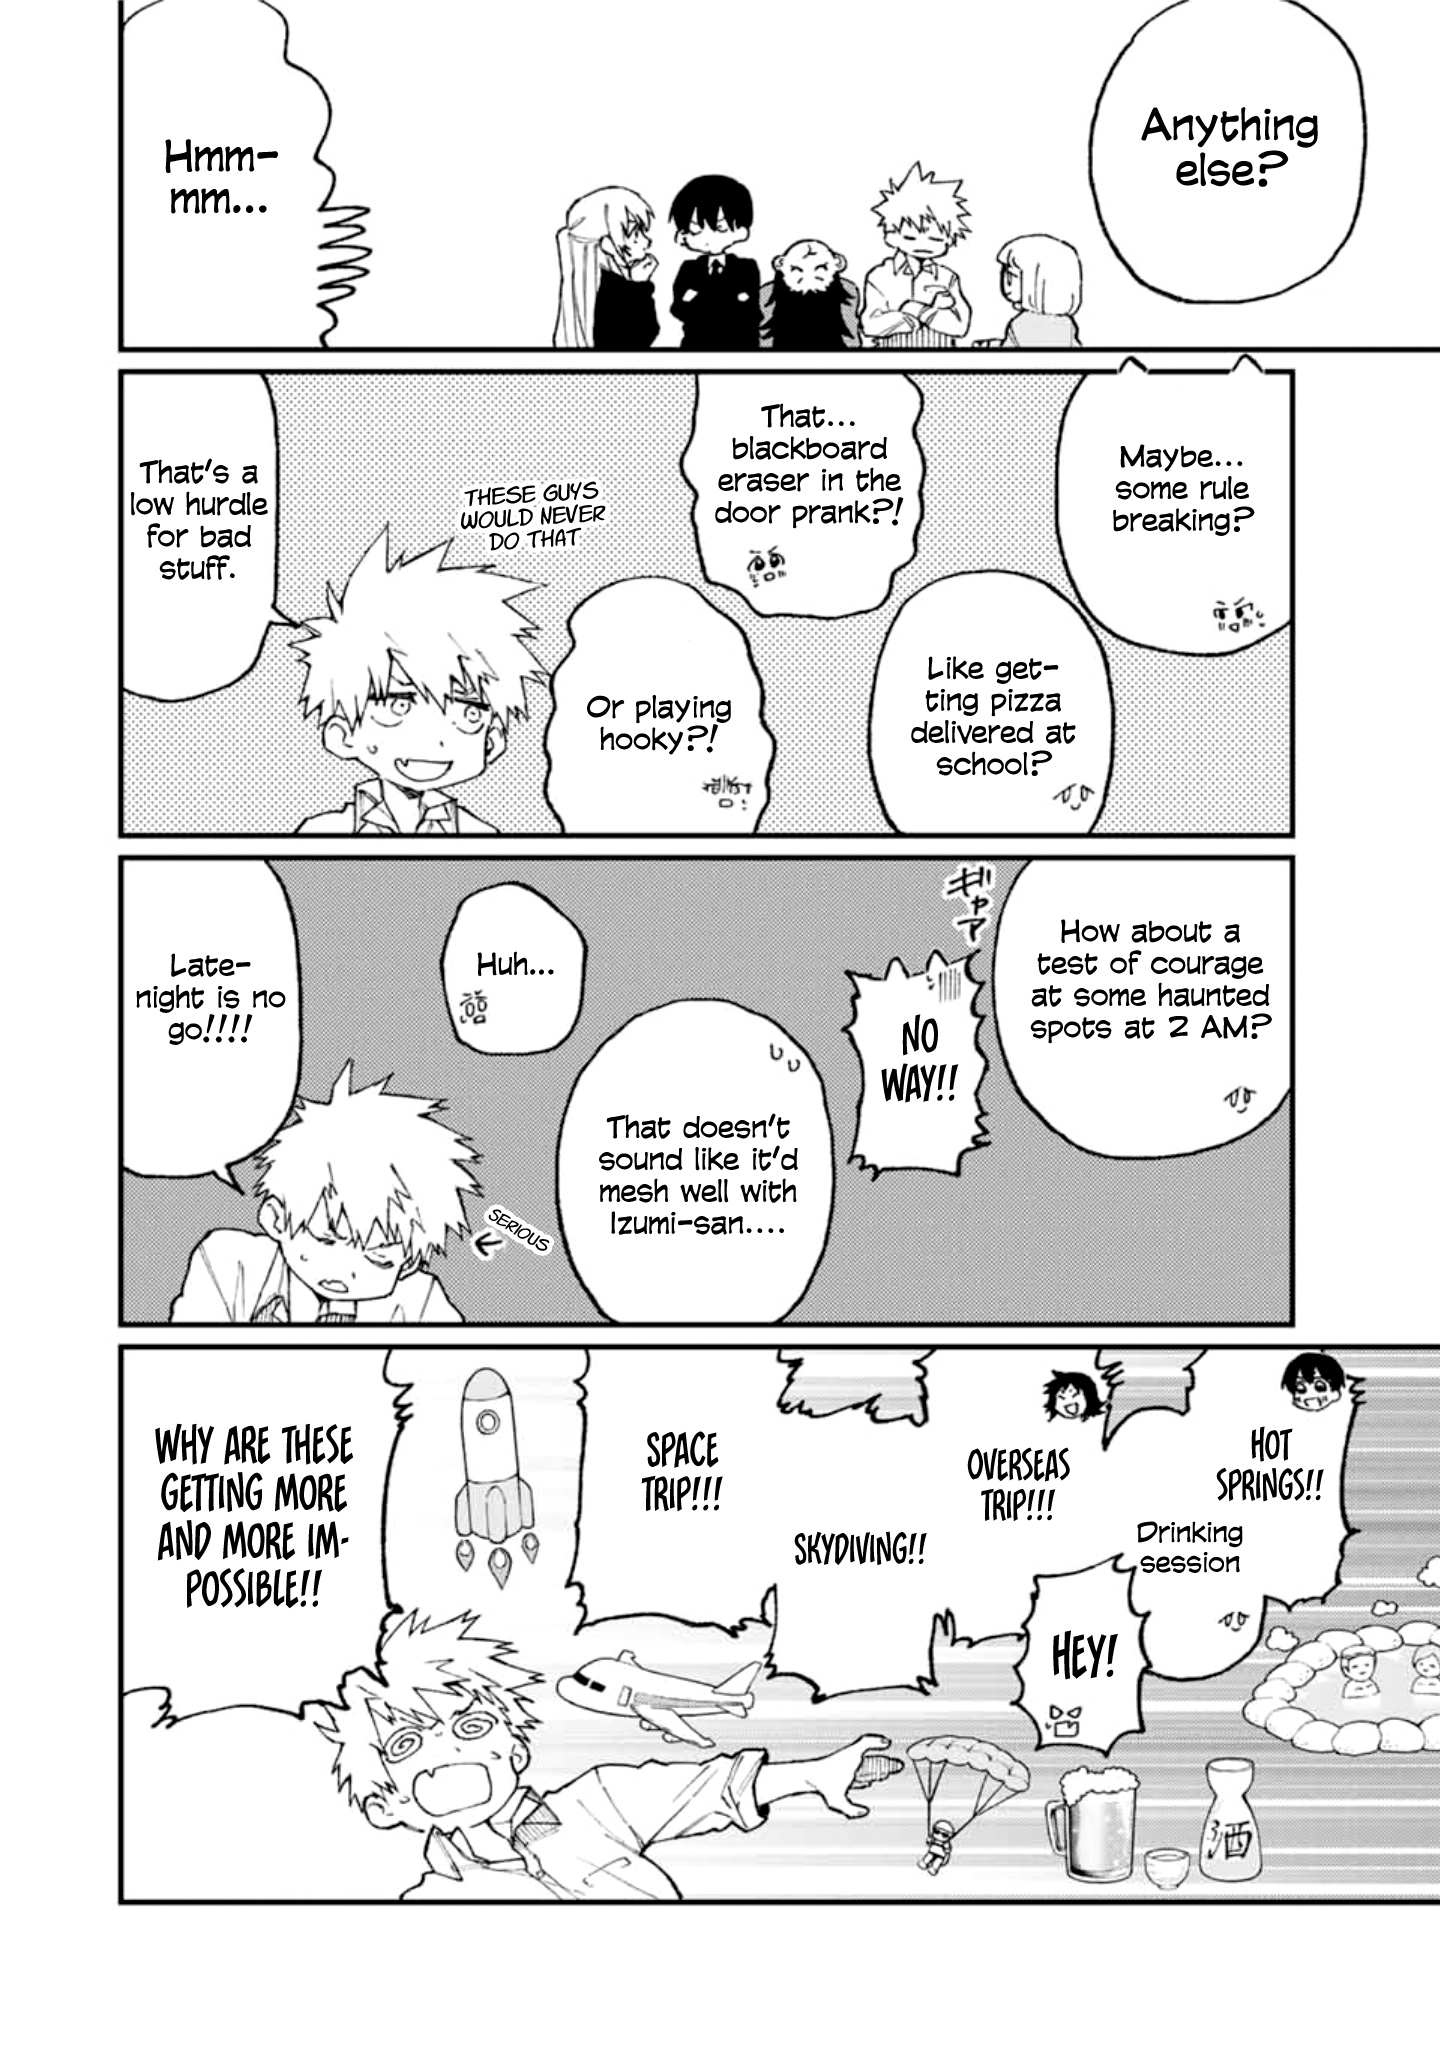 Anything
else?
Hmm-
mm...
Maybe...
some rule
breaking?
That...
blackboard
eraser in the
door prank?!
Like get-
ting pizza
delivered at
school?
Or playing
hooky?!
THESE GUYS
WOULD NEVER
DO THAT
That's a
low hurdle
for bad
stuff.
How about a
test of courage
at some haunted
spots at 2 AM?
ギャア
NO
WAY!!
That doesn't
sound like it'd
mesh well with
Izumi-san....
Huh...
SERIOUS
Late-
night is no
go!!!!
HOT
SPRINGS!!
Drinking
session
HEY!
OVERSEAS
TRIP!!!
SKYDIVING!!
SPACE
TRIP!!!
WHY ARE THESE
GETTING MORE
AND MORE IM-
POSSIBLE!!
酒